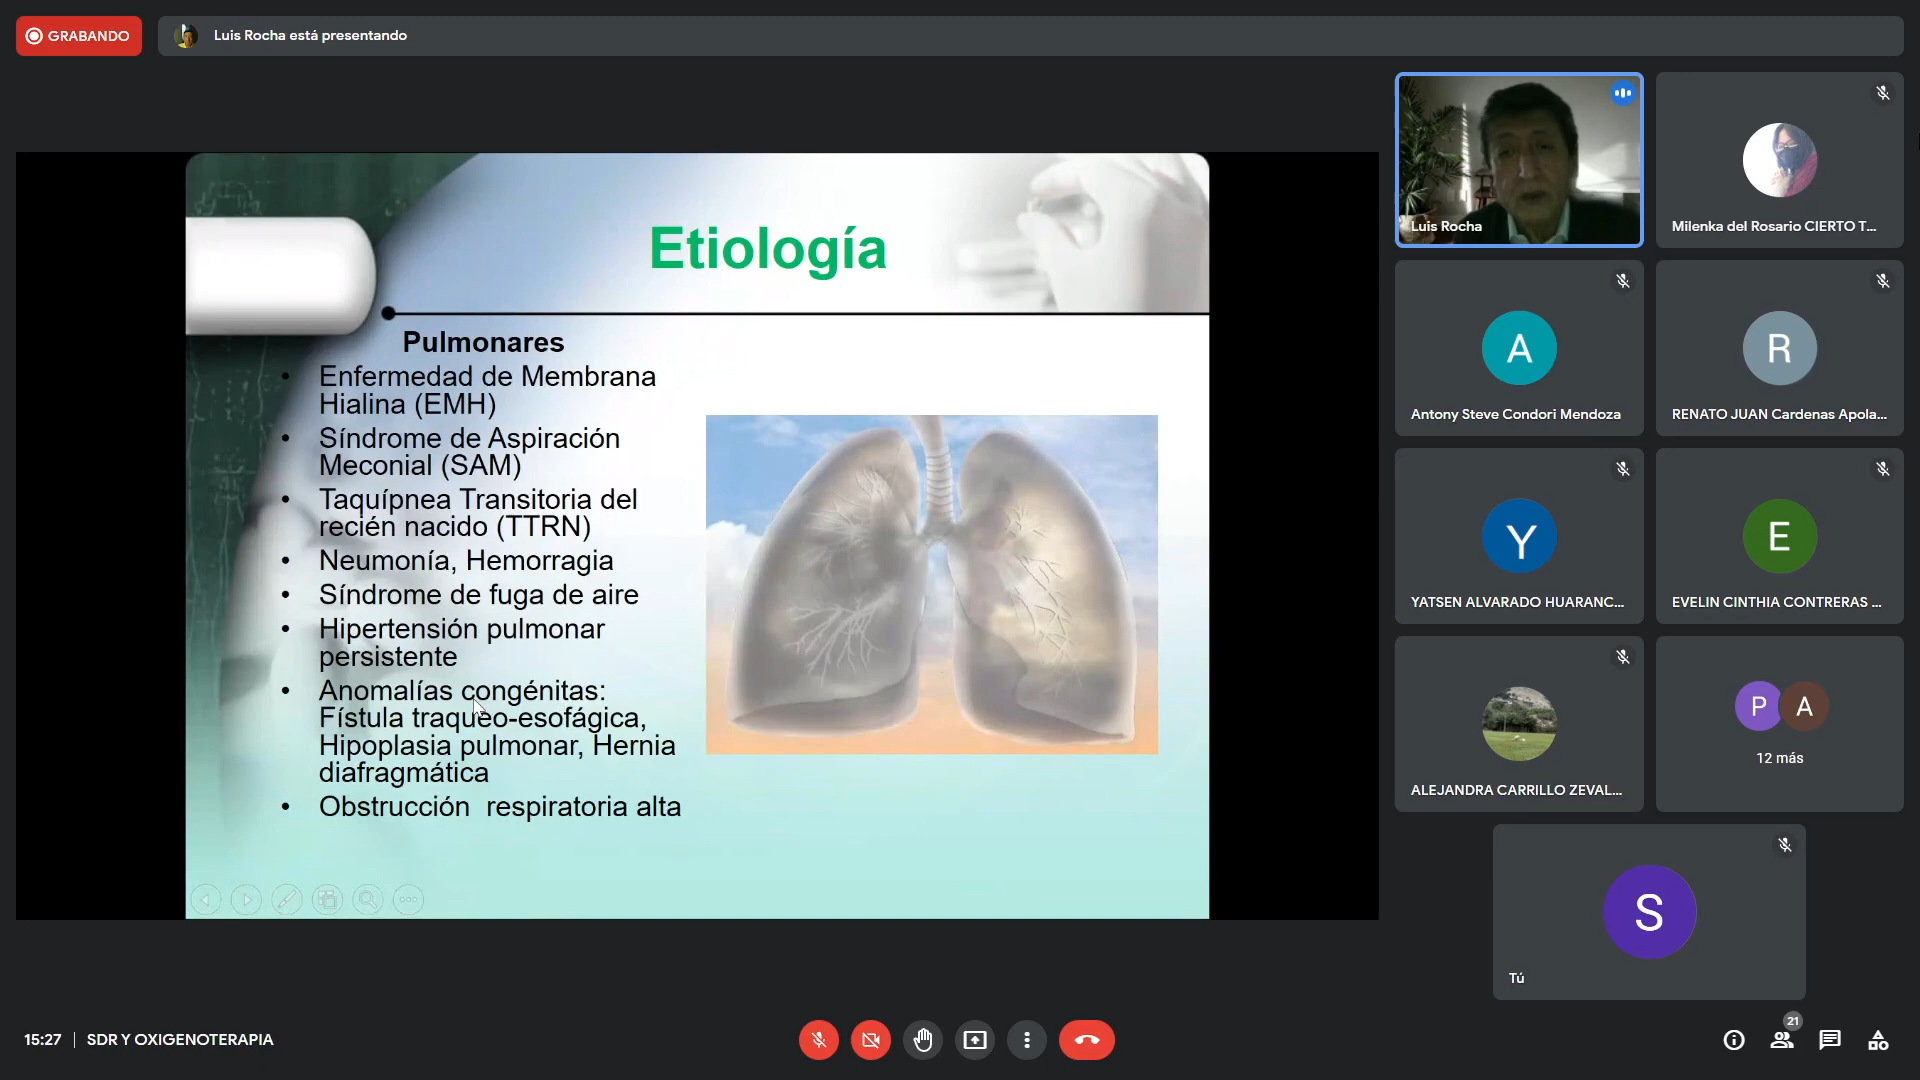 GRABANDO
Luis Rocha está presentando
Etiología
Pulmonares
• Enfermedad de Membrana
Hialina (EMH)
• Síndrome de Aspiración
Meconial (SAM)
• Taquípnea Transitoria del
recién nacido (TTRN)
• Neumonía, Hemorragia
• Síndrome de fuga de aire
• Hipertensión pulmonar
persistente
• Anomalías congénitas:
Fístula traqueo-esofágica,
Hipoplasia pulmonar, Hernia
diafragmática
• Obstrucción respiratoria alta
Luis Rocha
Milenka del Rosario CIERTO T...
A
Antony Steve Condori Mendoza
R
RENATO JUAN Cardenas Apola...
Y
YATSEN ALVARADO HUARANC...
E
EVELIN CINTHIA CONTRERAS ...
ALEJANDRA CARRILLO ZEVAL...
P A
12 más
S
Tú
15:27 | SDR Y OXIGENOTERAPIA
21